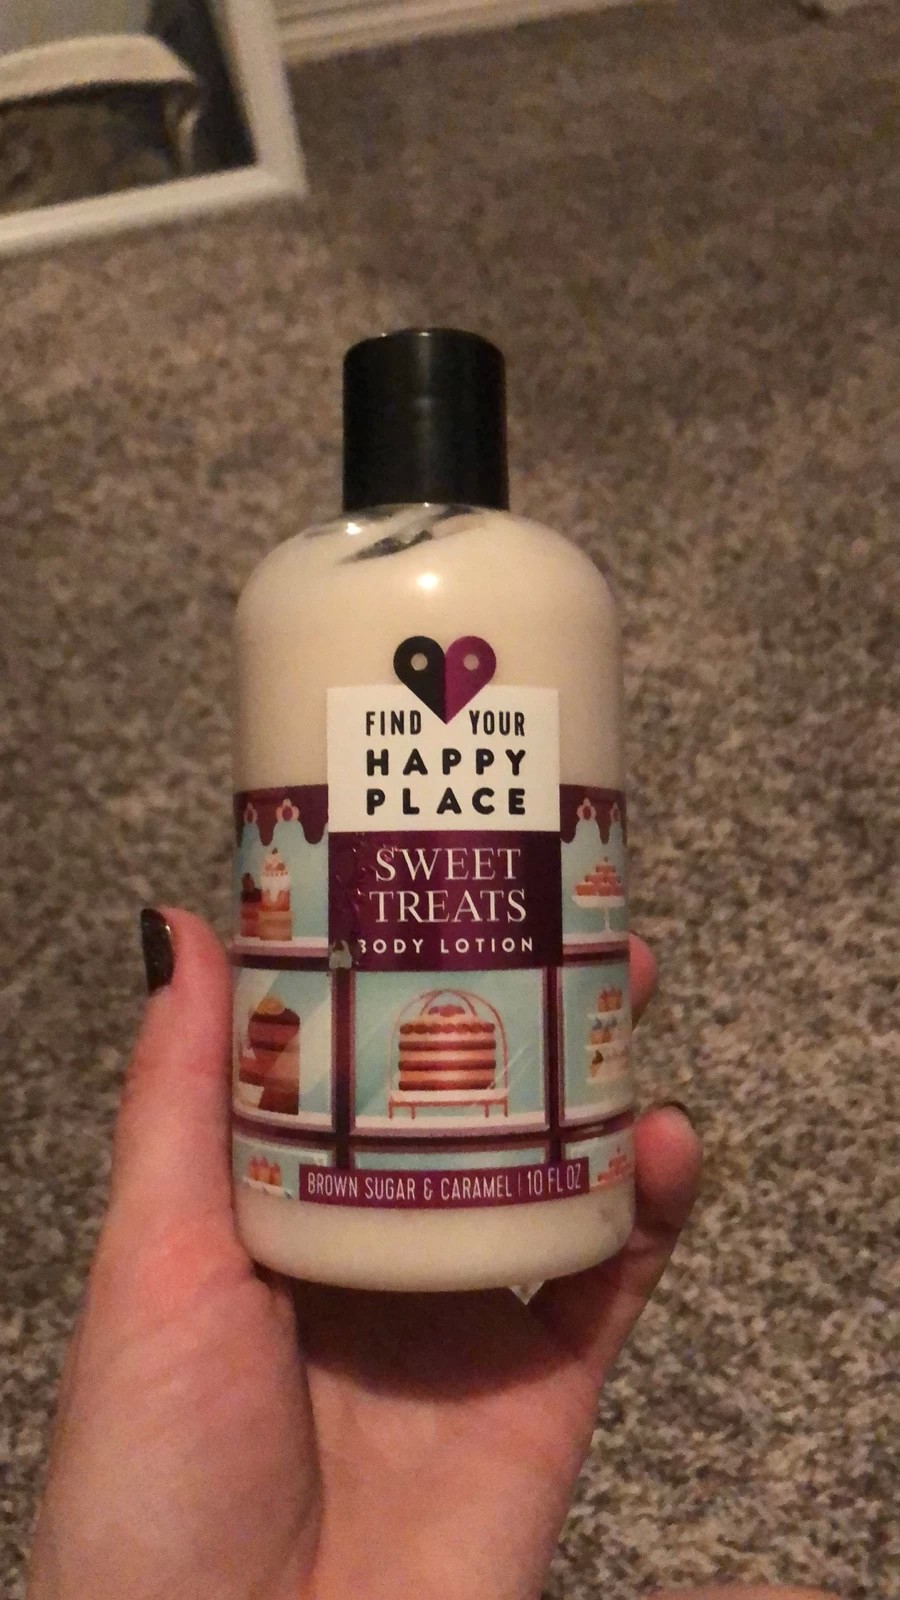 FIND YOUR
HAPPY
PLACE
SWEET
TREATS
BODY LOTION
BROWN SUGAR & CARAMEL | 10 FL OZ